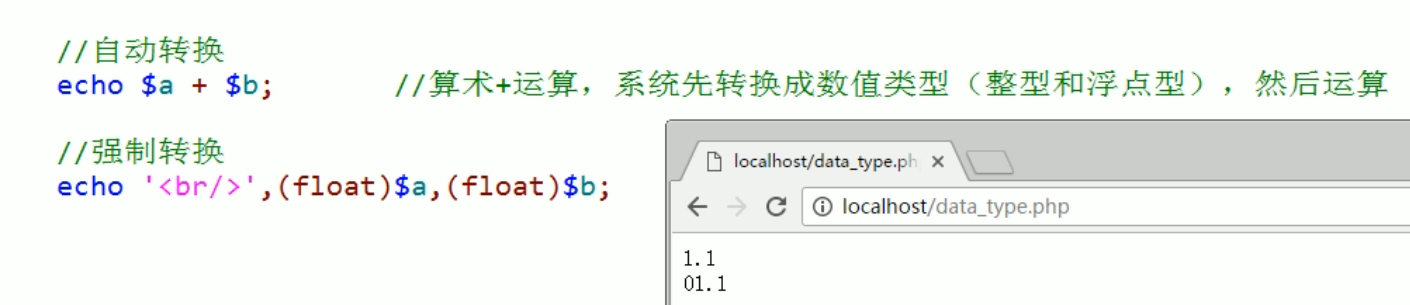 //自动转换
echo $a + $b; //算术+运算，系统先转换成数值类型（整型和浮点型），然后运算
//强制转换
echo '<br/>',(float)$a,(float)$b;
localhost/data_type.ph
localhost/data_type.php
1.1
01.1